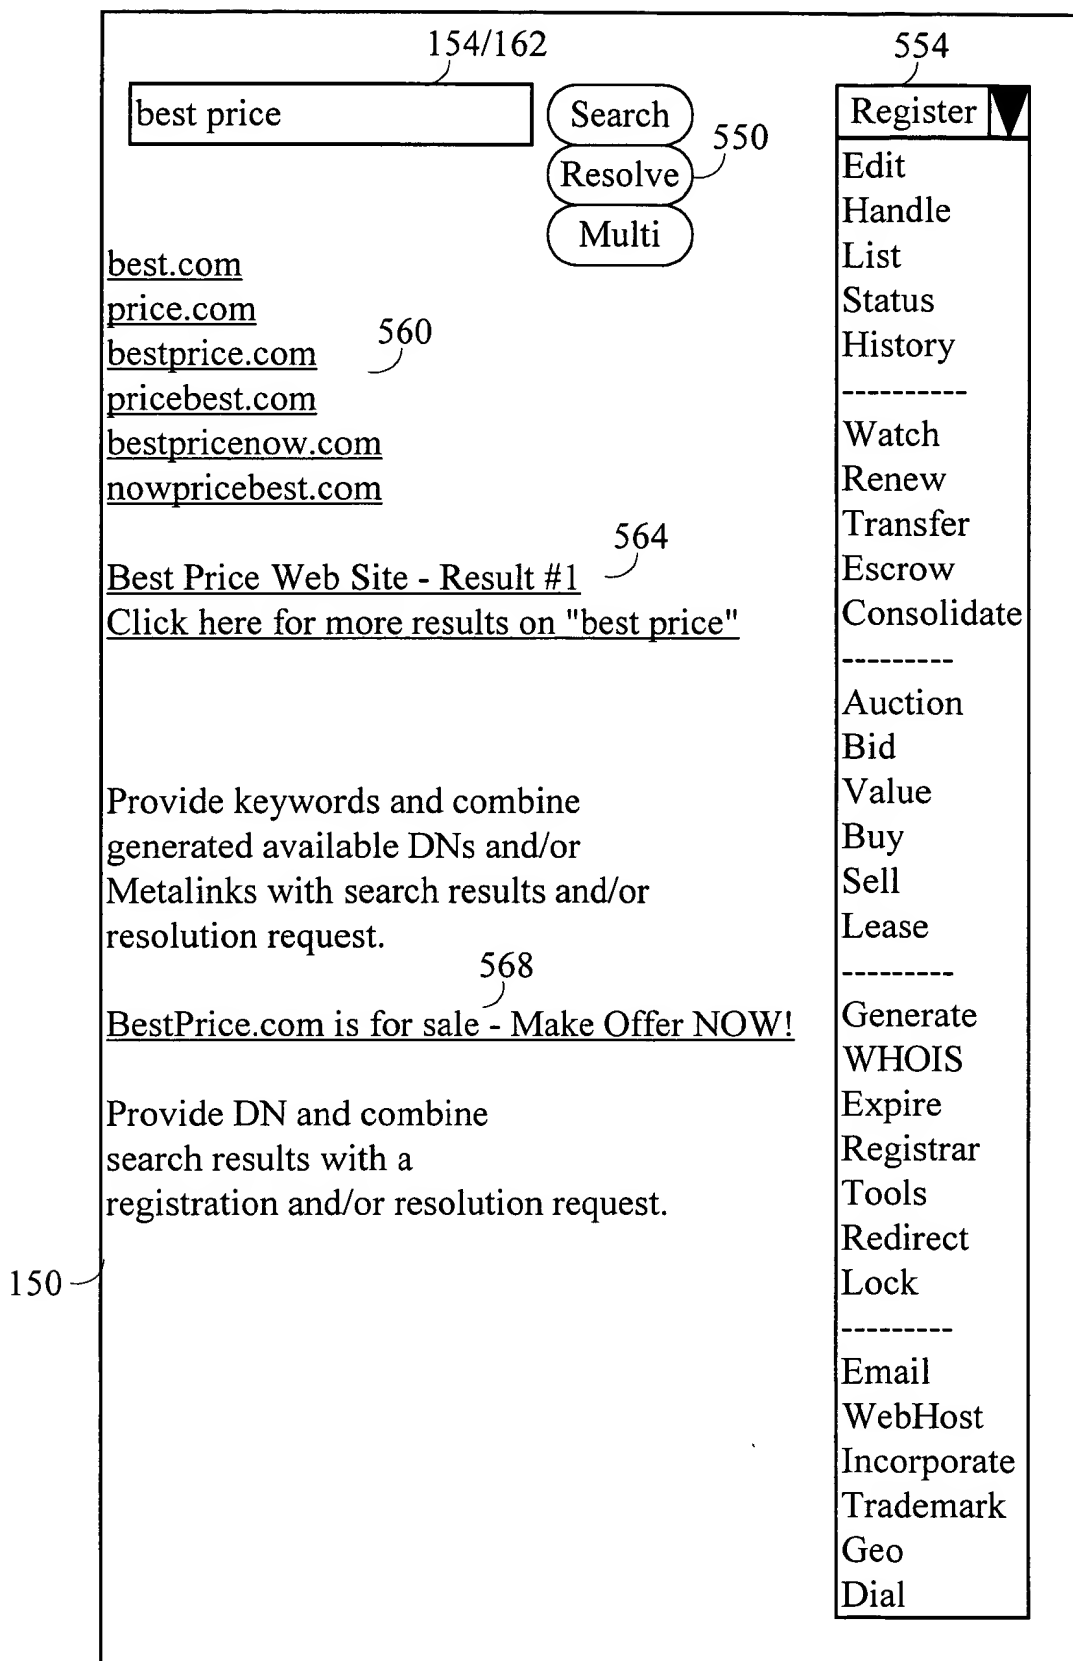 154/162
554
best price
Search
Register
550
Resolve
Multi
best.com
price.com
560
bestprice.com
pricebest.com
bestpricenow.com
nowpricebest.com
564
Best Price Web Site - Result #1
Click here for more results on "best price"
Provide keywords and combine
generated available DNs and/or
Metalinks with search results and/or
resolution request.
568
BestPrice.com is for sale - Make Offer NOW!
Provide DN and combine
search results with a
registration and/or resolution request.
150
Edit
Handle
List
Status
History
----------
Watch
Renew
Transfer
Escrow
Consolidate
---------
Auction
Bid
Value
Buy
Sell
Lease
---------
Generate
WHOIS
Expire
Registrar
Tools
Redirect
Lock
---------
Email
WebHost
Incorporate
Trademark
Geo
Dial